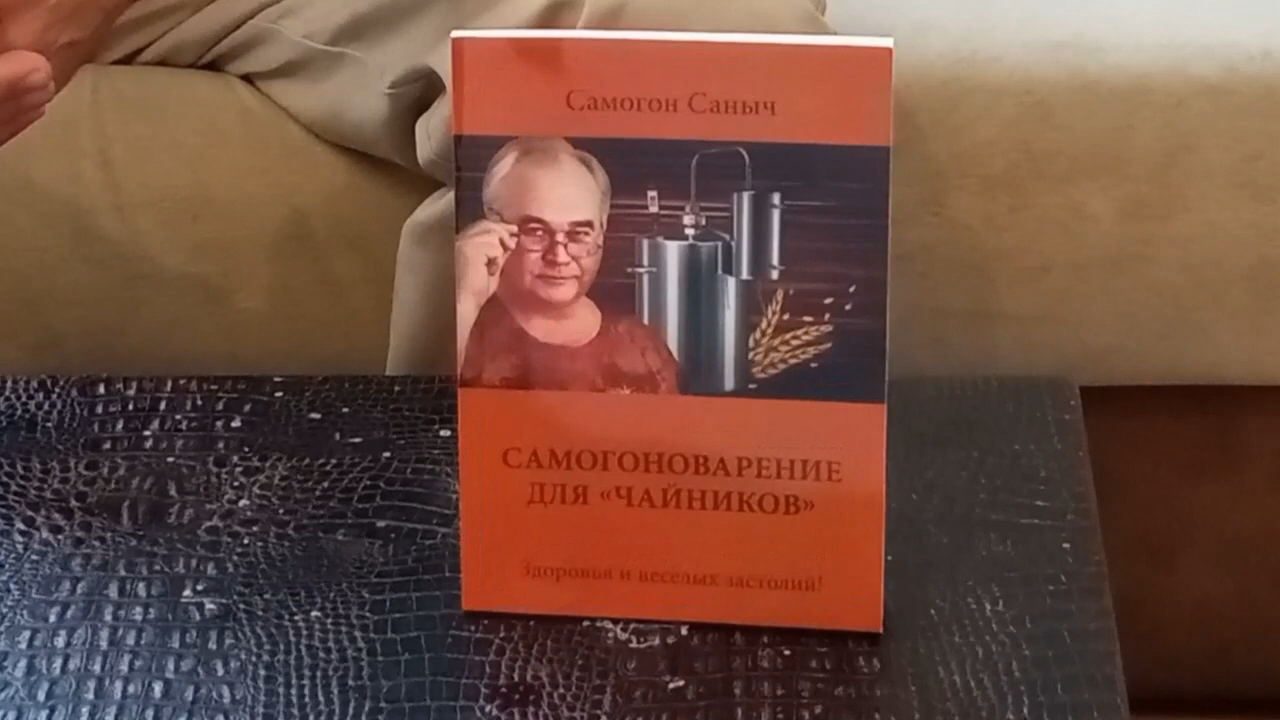 Самогон Саныч
САМОГОНОВАРЕНИЕ
ДЛЯ «ЧАЙНИКОВ»
Здоровья и веселых застолий!